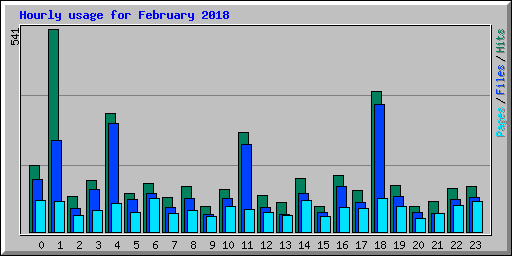 Hourly usage for February 2018
541
Pages / Files / Hits
0 1 2 3 4 5 6 7 8 9 10 11 12 13 14 15 16 17 18 19 20 21 22 23